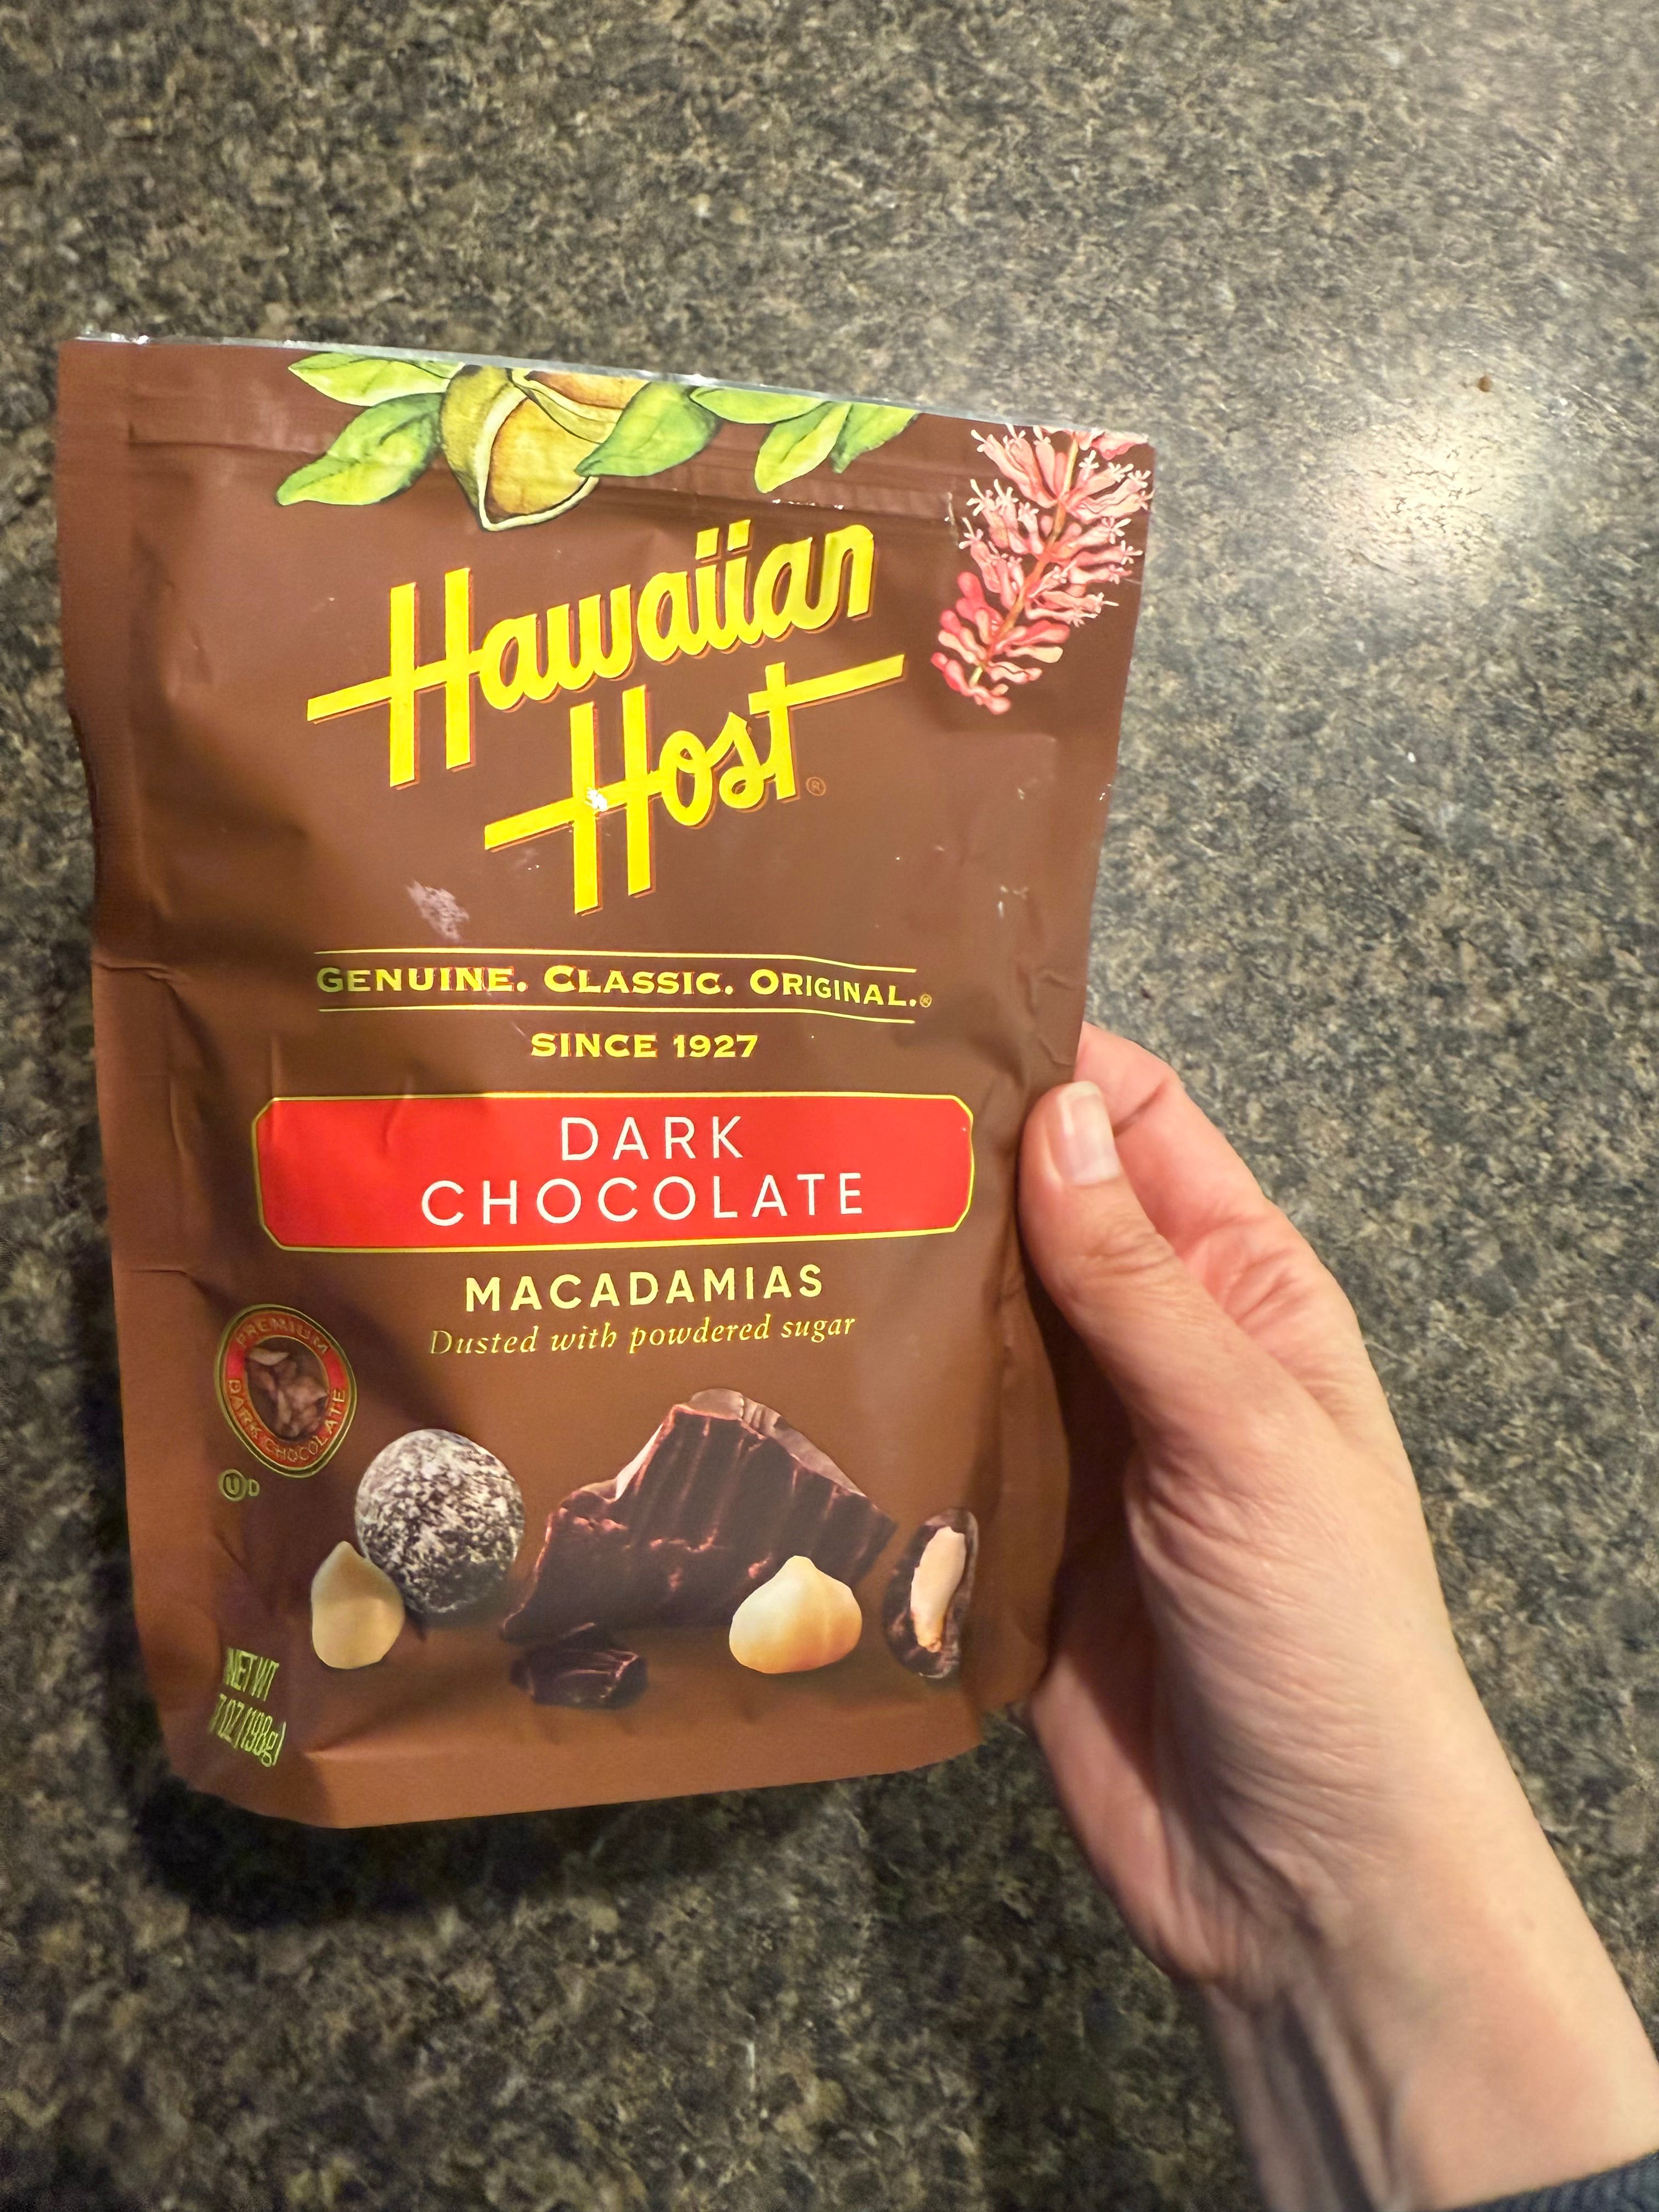 Hawaiian
Host®
GENUINE. CLASSIC. ORIGINAL.®
SINCE 1927
DARK
CHOCOLATE
MACADAMIAS
Dusted with powdered sugar
PREMIUM
DARK CHOCOLATE
U D
NET WT
7 OZ (198g)